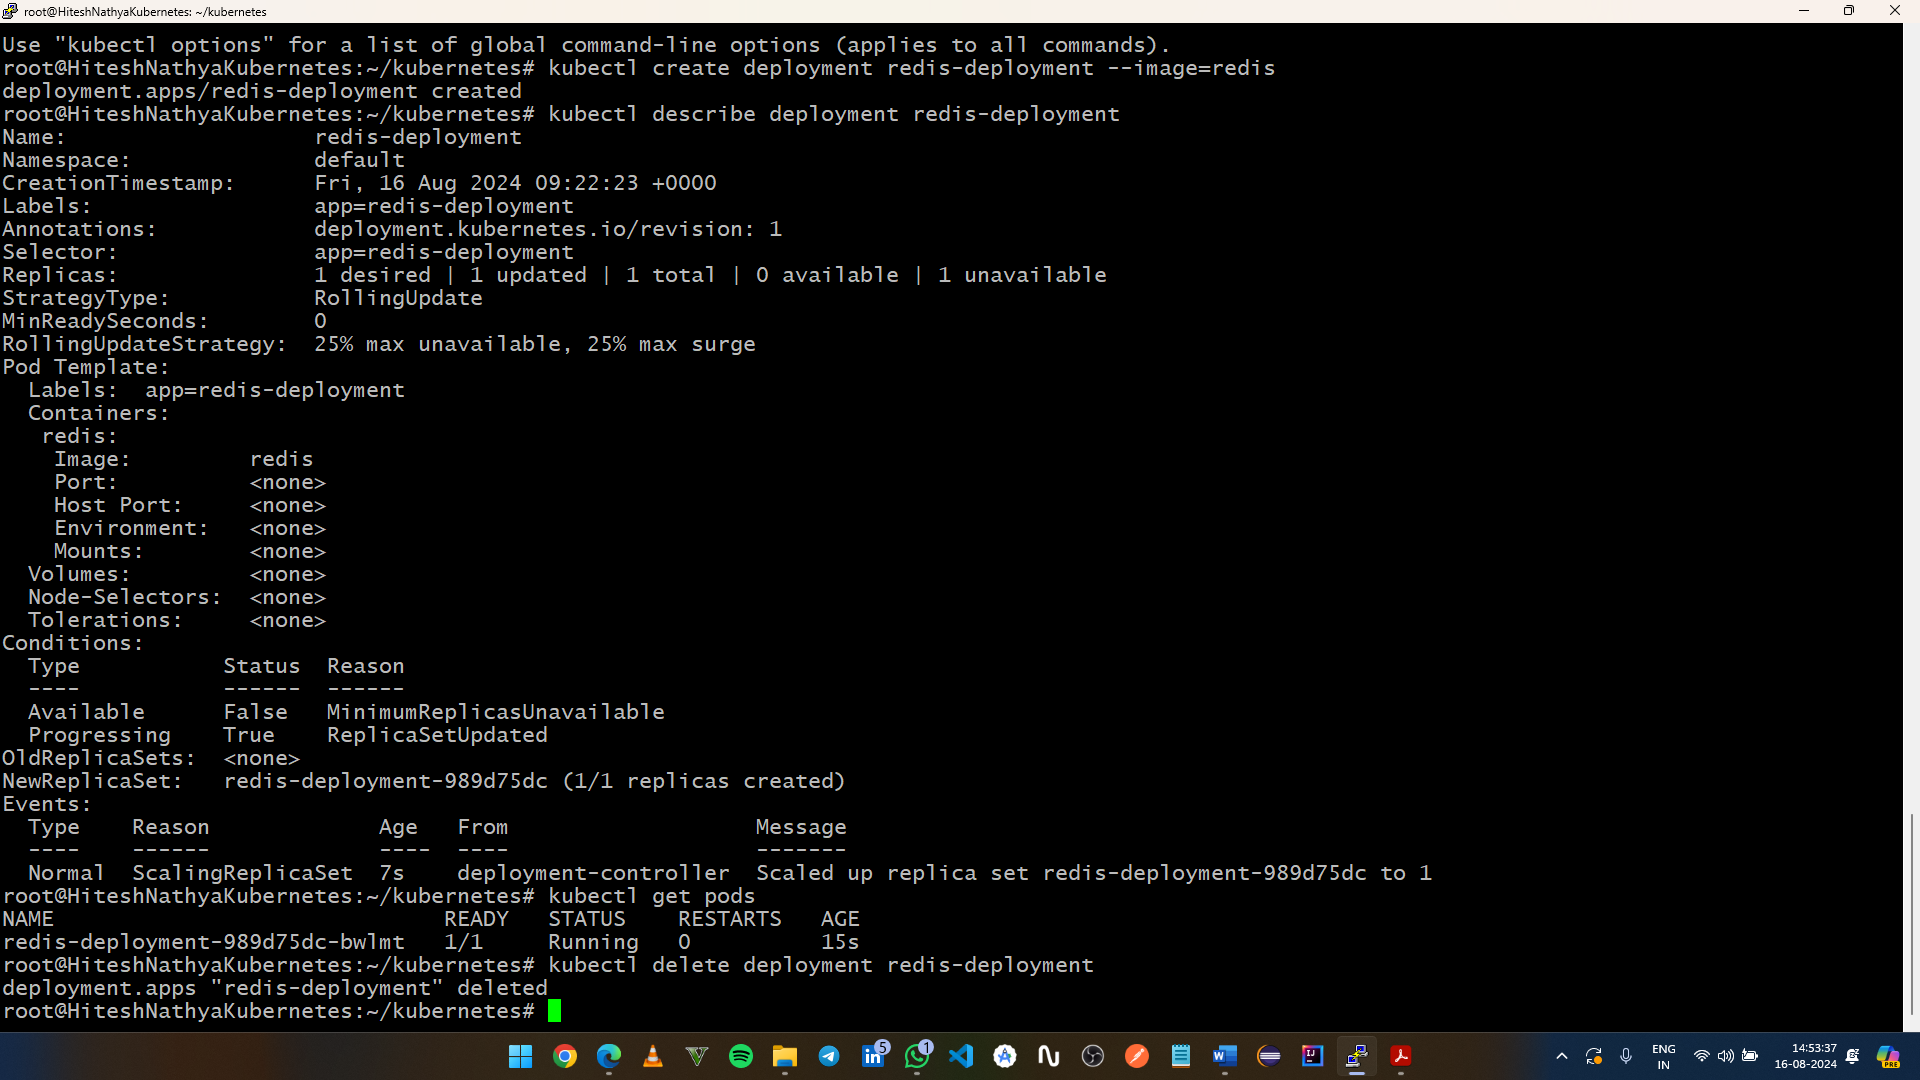 root@HiteshNathyaKubernetes: ~/kubernetes
Use "kubectl options" for a list of global command-line options (applies to all commands).
root@HiteshNathyaKubernetes:~/kubernetes# kubectl create deployment redis-deployment --image=redis
deployment.apps/redis-deployment created
root@HiteshNathyaKubernetes:~/kubernetes# kubectl describe deployment redis-deployment
Name:                   redis-deployment
Namespace:              default
CreationTimestamp:      Fri, 16 Aug 2024 09:22:23 +0000
Labels:                 app=redis-deployment
Annotations:            deployment.kubernetes.io/revision: 1
Selector:               app=redis-deployment
Replicas:               1 desired | 1 updated | 1 total | 0 available | 1 unavailable
StrategyType:           RollingUpdate
MinReadySeconds:        0
RollingUpdateStrategy:  25% max unavailable, 25% max surge
Pod Template:
  Labels:  app=redis-deployment
  Containers:
   redis:
    Image:         redis
    Port:          <none>
    Host Port:     <none>
    Environment:   <none>
    Mounts:        <none>
  Volumes:         <none>
  Node-Selectors:  <none>
  Tolerations:     <none>
Conditions:
  Type           Status  Reason
  ----           ------  ------
  Available      False   MinimumReplicasUnavailable
  Progressing    True    ReplicaSetUpdated
OldReplicaSets:  <none>
NewReplicaSet:   redis-deployment-989d75dc (1/1 replicas created)
Events:
  Type    Reason             Age   From                   Message
  ----    ------             ----  ----                   -------
  Normal  ScalingReplicaSet  7s    deployment-controller  Scaled up replica set redis-deployment-989d75dc to 1
root@HiteshNathyaKubernetes:~/kubernetes# kubectl get pods
NAME                              READY   STATUS    RESTARTS   AGE
redis-deployment-989d75dc-bwlmt   1/1     Running   0          15s
root@HiteshNathyaKubernetes:~/kubernetes# kubectl delete deployment redis-deployment
deployment.apps "redis-deployment" deleted
root@HiteshNathyaKubernetes:~/kubernetes#
5
1
ENG
IN
14:53:37
16-08-2024
PRE